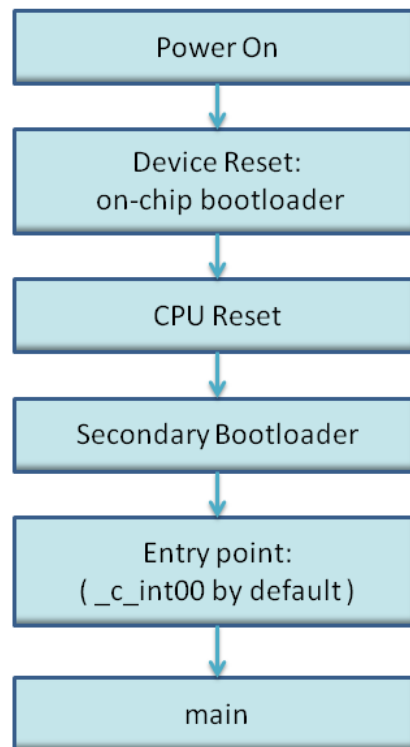 Power On
Device Reset:
on-chip bootloader
CPU Reset
Secondary Bootloader
Entry point:
( _c_int00 by default )
main